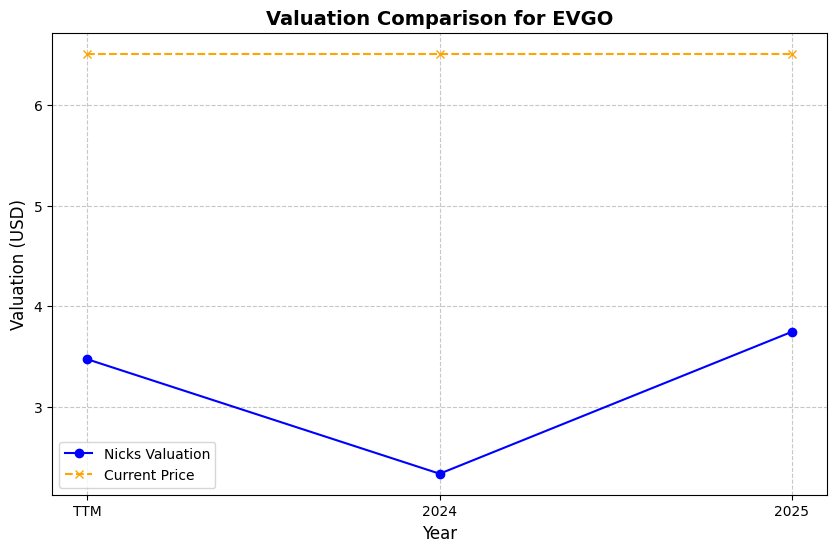 Valuation Comparison for EVGO
Valuation (USD)
6
5
4
3
Nicks Valuation
Current Price
TTM
2024
2025
Year